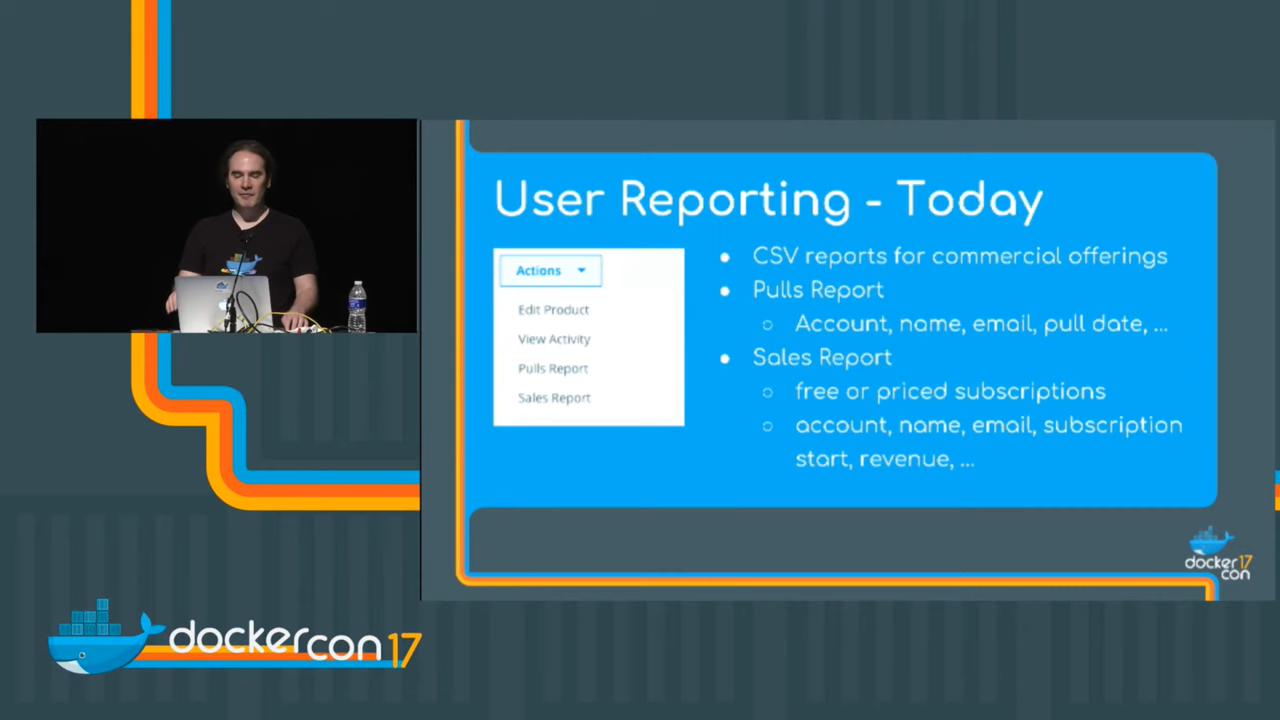 User Reporting - Today
Actions
Edit Product
View Activity
Pulls Report
Sales Report
CSV reports for commercial offerings
Pulls Report
Account, name, email, pull date, ...
Sales Report
free or priced subscriptions
account, name, email, subscription
start, revenue, ...
docker 17
con
dockercon 17